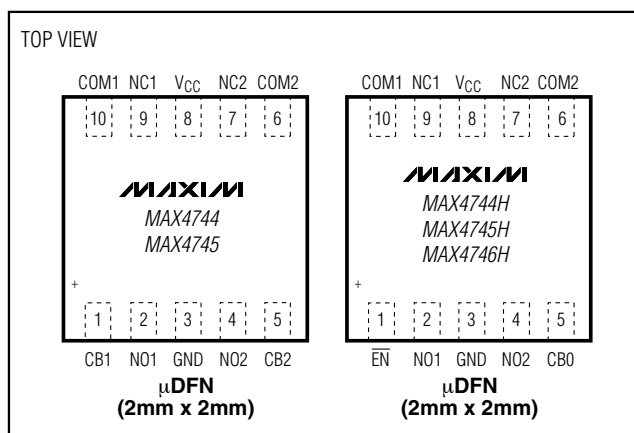 TOP VIEW
COM1 NC1 VCC NC2 COM2
10 9 8 7 6
MAXIM
MAX4744
MAX4745
+
1 2 3 4 5
CB1 NO1 GND NO2 CB2
µDFN
(2mm x 2mm)
COM1 NC1 VCC NC2 COM2
10 9 8 7 6
MAXIM
MAX4744H
MAX4745H
MAX4746H
+
1 2 3 4 5
EN NO1 GND NO2 CB0
µDFN
(2mm x 2mm)